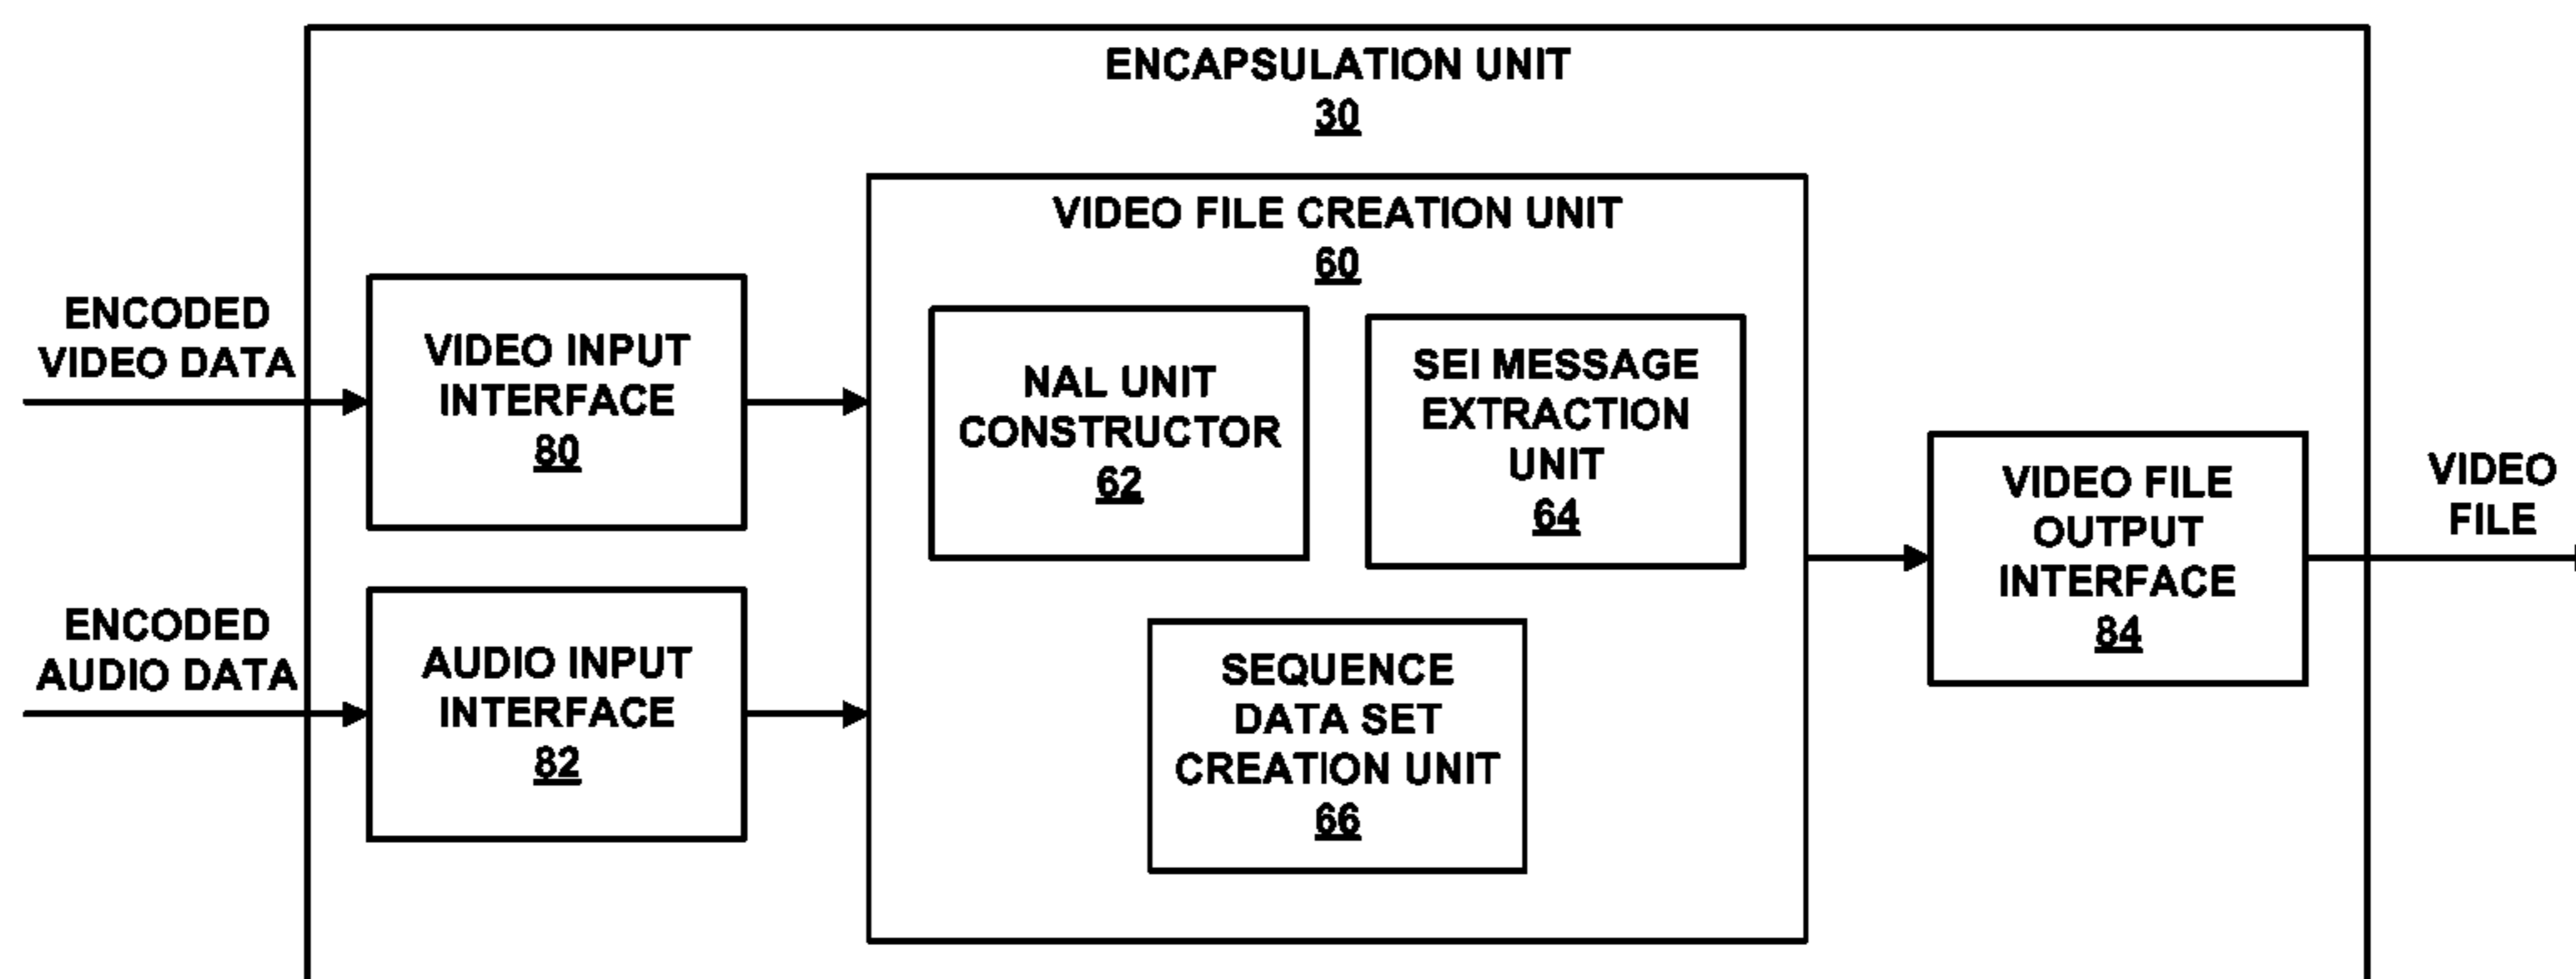 ENCAPSULATION UNIT
30
VIDEO FILE CREATION UNIT
60
ENCODED
VIDEO DATA
VIDEO INPUT
INTERFACE
80
NAL UNIT
CONSTRUCTOR
62
SEI MESSAGE
EXTRACTION
UNIT
64
VIDEO FILE
OUTPUT
INTERFACE
84
VIDEO
FILE
ENCODED
AUDIO DATA
AUDIO INPUT
INTERFACE
82
SEQUENCE
DATA SET
CREATION UNIT
66